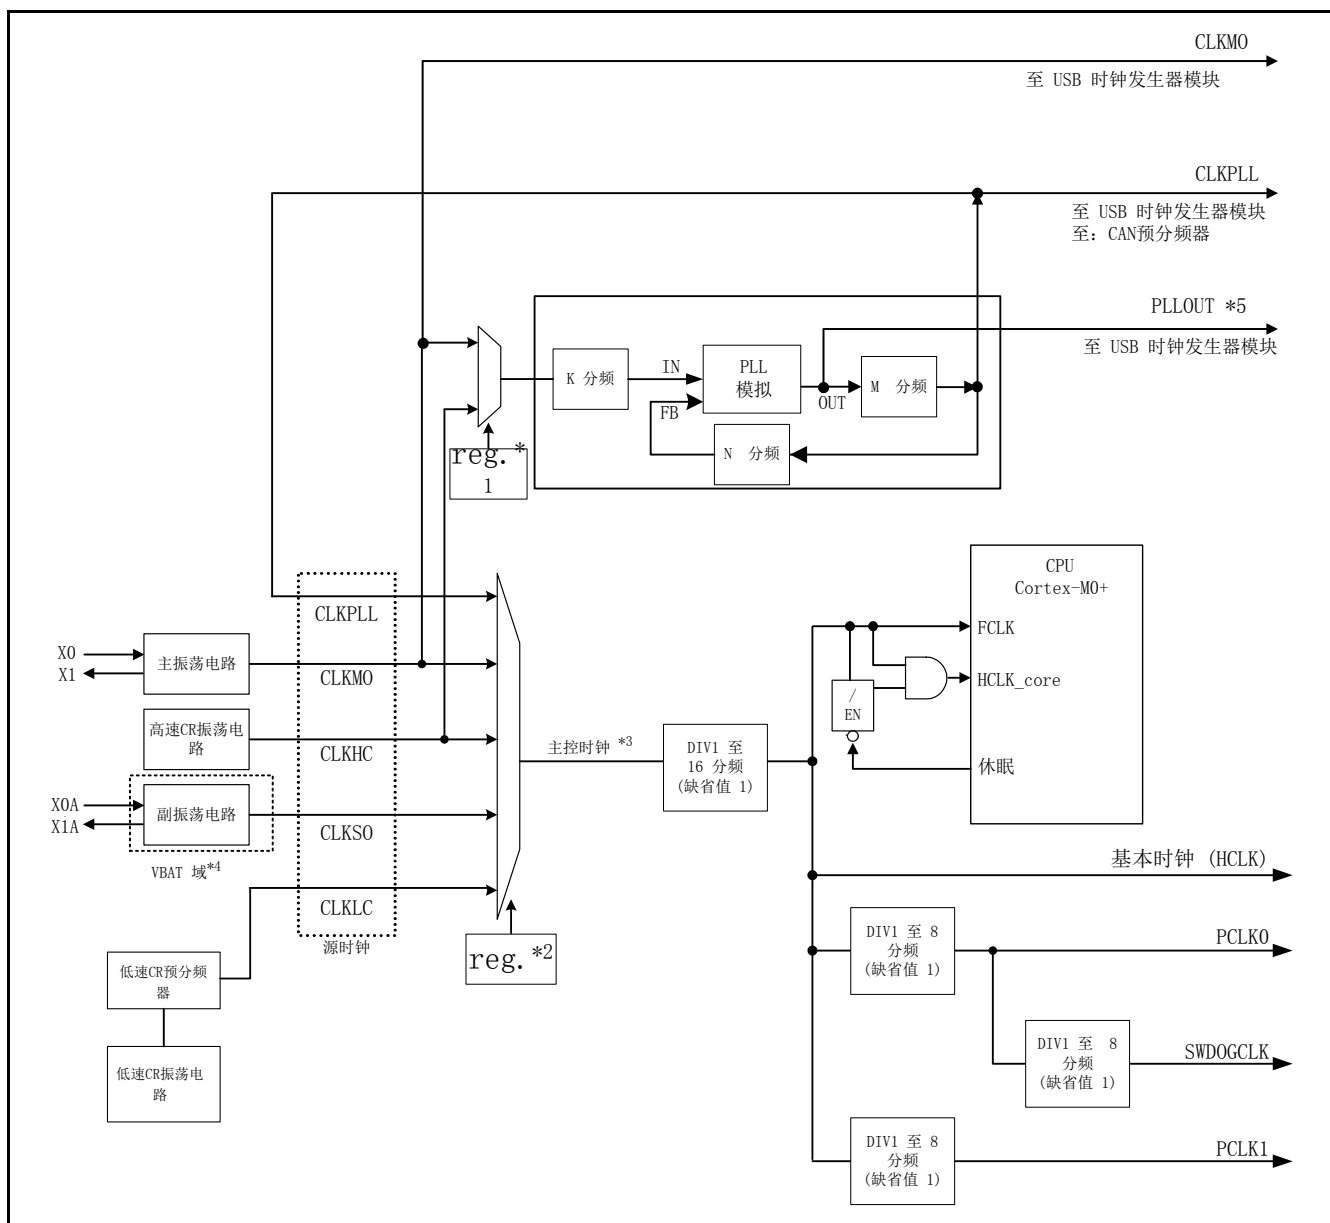 CLKMO
至 USB 时钟发生器模块
CLKPLL
至 USB 时钟发生器模块
至: CAN预分频器
PLLOUT *5
至 USB 时钟发生器模块
K 分频
IN
FB
PLL
模拟
OUT
M 分频
N 分频
reg.*
1
CPU
Cortex-M0+
FCLK
HCLK_core
休眠
/
EN
CLKPLL
X0
X1
主振荡电路
CLKMO
高速CR振荡电
路
CLKHC
X0A
X1A
副振荡电路
CLKSO
VBAT 域*4
CLKLC
源时钟
低速CR预分频
器
低速CR振荡电
路
reg.*2
主控时钟 *3
DIV1 至
16 分频
(缺省值 1)
基本时钟 (HCLK)
DIV1 至 8
分频
(缺省值 1)
PCLK0
DIV1 至 8
分频
(缺省值 1)
SWDOGCLK
DIV1 至 8
分频
(缺省值 1)
PCLK1